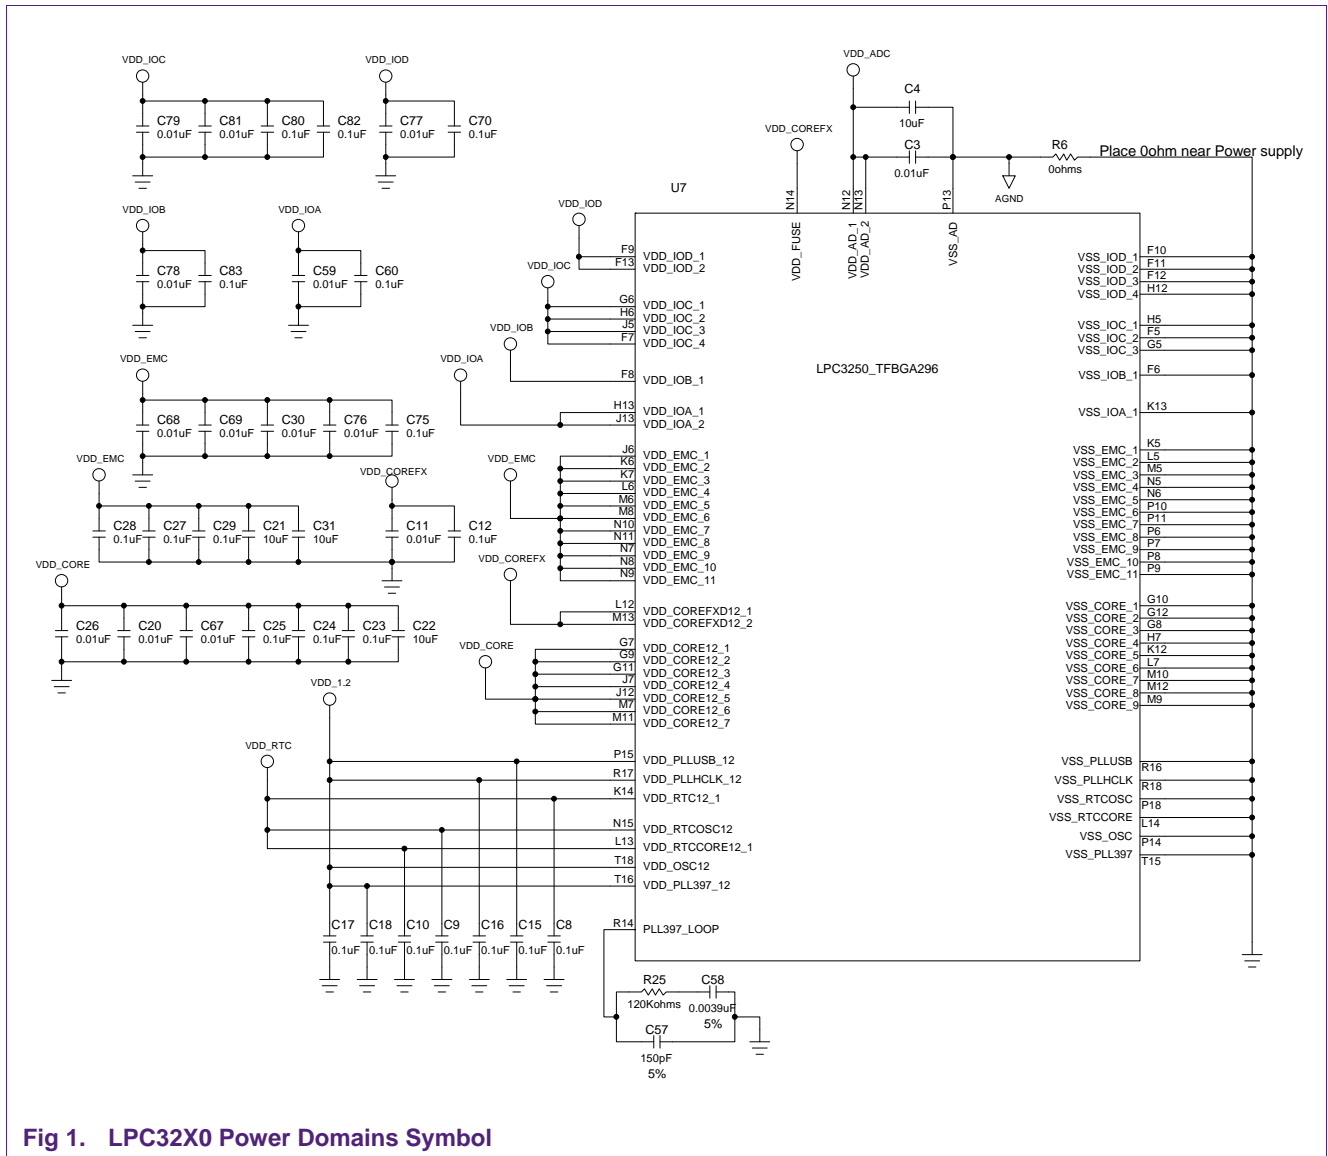 VDD_IOC
C79
0.01uF
C81
0.01uF
C80
0.1uF
C82
0.1uF
VDD_IOD
C77
0.01uF
C70
0.1uF
VDD_IOB
C78
0.01uF
C83
0.1uF
VDD_IOA
C59
0.01uF
C60
0.1uF
VDD_EMC
C68
0.01uF
C69
0.01uF
C30
0.01uF
C76
0.01uF
C75
0.1uF
VDD_EMC
C28
0.1uF
C27
0.1uF
C29
0.1uF
C21
10uF
C31
10uF
VDD_COREFX
C11
0.01uF
C12
0.1uF
VDD_CORE
C26
0.01uF
C20
0.01uF
C67
0.01uF
C25
0.1uF
C24
0.1uF
C23
0.1uF
C22
10uF
VDD_ADC
C4
10uF
C3
0.01uF
VDD_COREFX
R6
0ohms
Place 0ohm near Power supply
AGND
U7
N14
N12
N13
P13
VDD_FUSE
VDD_AD_1
VDD_AD_2
VSS_AD
LPC3250_TFBGA296
VDD_IOD
F9 VDD_IOD_1
F13 VDD_IOD_2
VDD_IOC
G6 VDD_IOC_1
H6 VDD_IOC_2
J5 VDD_IOC_3
F7 VDD_IOC_4
VDD_IOB
F8 VDD_IOB_1
VDD_IOA
H13 VDD_IOA_1
J13 VDD_IOA_2
VDD_EMC
J6 VDD_EMC_1
K6 VDD_EMC_2
K7 VDD_EMC_3
L6 VDD_EMC_4
M6 VDD_EMC_5
M8 VDD_EMC_6
N10 VDD_EMC_7
N11 VDD_EMC_8
N7 VDD_EMC_9
N8 VDD_EMC_10
N9 VDD_EMC_11
VDD_COREFX
L12 VDD_COREFXD12_1
M13 VDD_COREFXD12_2
VDD_CORE
G7 VDD_CORE12_1
G9 VDD_CORE12_2
G11 VDD_CORE12_3
J7 VDD_CORE12_4
J12 VDD_CORE12_5
M7 VDD_CORE12_6
M11 VDD_CORE12_7
VDD_1.2
VDD_RTC
P15 VDD_PLLUSB_12
R17 VDD_PLLHCLK_12
K14 VDD_RTC12_1
N15 VDD_RTCOSC12
L13 VDD_RTCCORE12_1
T18 VDD_OSC12
T16 VDD_PLL397_12
R14 PLL397_LOOP
VSS_IOD_1 F10
VSS_IOD_2 F11
VSS_IOD_3 F12
VSS_IOD_4 H12
VSS_IOC_1 H5
VSS_IOC_2 F5
VSS_IOC_3 G5
VSS_IOB_1 F6
VSS_IOA_1 K13
VSS_EMC_1 K5
VSS_EMC_2 L5
VSS_EMC_3 M5
VSS_EMC_4 N5
VSS_EMC_5 N6
VSS_EMC_6 P10
VSS_EMC_7 P11
VSS_EMC_8 P6
VSS_EMC_9 P7
VSS_EMC_10 P8
VSS_EMC_11 P9
VSS_CORE_1 G10
VSS_CORE_2 G12
VSS_CORE_3 G8
VSS_CORE_4 H7
VSS_CORE_5 K12
VSS_CORE_6 L7
VSS_CORE_7 M10
VSS_CORE_8 M12
VSS_CORE_9 M9
VSS_PLLUSB R16
VSS_PLLHCLK R18
VSS_RTCOSC P18
VSS_RTCCORE L14
VSS_OSC P14
VSS_PLL397 T15
C17
0.1uF
C18
0.1uF
C10
0.1uF
C9
0.1uF
C16
0.1uF
C15
0.1uF
C8
0.1uF
R25
120Kohms
C58
0.0039uF
5%
C57
150pF
5%
Fig 1. LPC32X0 Power Domains Symbol